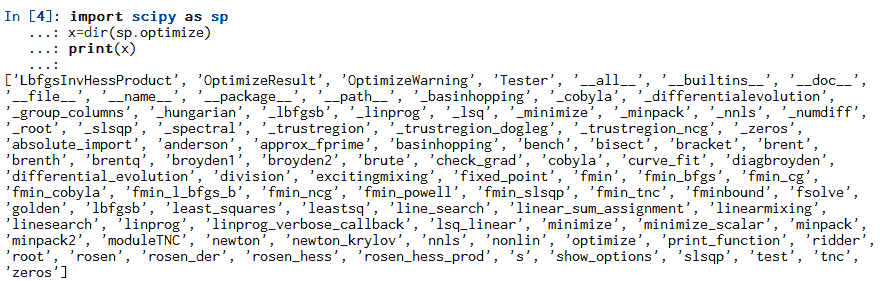 In [4]: import scipy as sp
   ...: x=dir(sp.optimize)
   ...: print(x)
   ...:
['LbfgsInvHessProduct', 'OptimizeResult', 'OptimizeWarning', 'Tester', '__all__', '__builtins__', '__doc__',
'__file__', '__name__', '__package__', '__path__', '_basinhopping', '_cobyla', '_differentialevolution',
'_group_columns', '_hungarian', '_lbfgsb', '_linprog', '_lsq', '_minimize', '_minpack', '_nnls', '_numdiff',
'_root', '_slsqp', '_spectral', '_trustregion', '_trustregion_dogleg', '_trustregion_ncg', '_zeros',
'absolute_import', 'anderson', 'approx_fprime', 'basinhopping', 'bench', 'bisect', 'bracket', 'brent',
'brenth', 'brentq', 'broyden1', 'broyden2', 'brute', 'check_grad', 'cobyla', 'curve_fit', 'diagbroyden',
'differential_evolution', 'division', 'excitingmixing', 'fixed_point', 'fmin', 'fmin_bfgs', 'fmin_cg',
'fmin_cobyla', 'fmin_l_bfgs_b', 'fmin_ncg', 'fmin_powell', 'fmin_slsqp', 'fmin_tnc', 'fminbound', 'fsolve',
'golden', 'lbfgsb', 'least_squares', 'leastsq', 'line_search', 'linear_sum_assignment', 'linearmixing',
'linesearch', 'linprog', 'linprog_verbose_callback', 'lsq_linear', 'minimize', 'minimize_scalar', 'minpack',
'minpack2', 'moduleTNC', 'newton', 'newton_krylov', 'nnls', 'nonlin', 'optimize', 'print_function', 'ridder',
'root', 'rosen', 'rosen_der', 'rosen_hess', 'rosen_hess_prod', 's', 'show_options', 'slsqp', 'test', 'tnc',
'zeros']